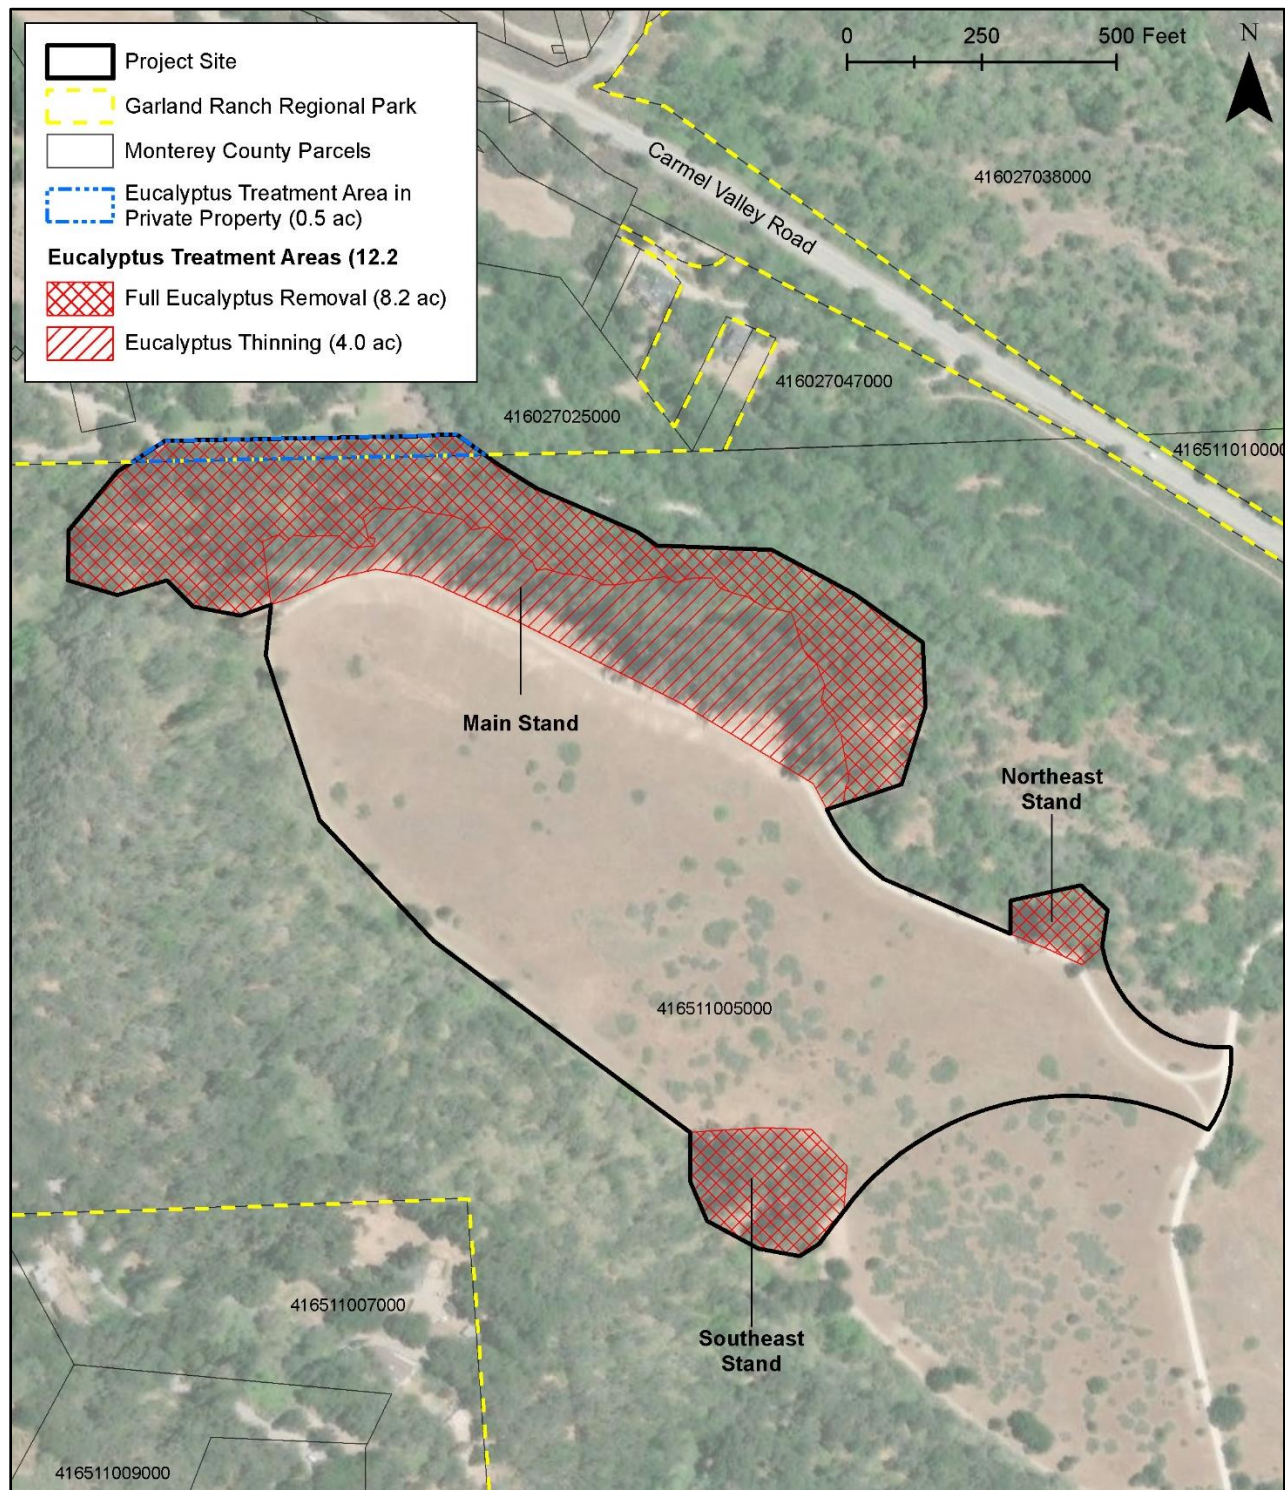 Project Site
Garland Ranch Regional Park
Monterey County Parcels
Eucalyptus Treatment Area in
Private Property (0.5 ac)
Eucalyptus Treatment Areas (12.2
Full Eucalyptus Removal (8.2 ac)
Eucalyptus Thinning (4.0 ac)
0 250 500 Feet
N
Carmel Valley Road
416027038000
416027047000
416027025000
416511010000
Main Stand
Northeast
Stand
416511005000
416511007000
Southeast
Stand
416511009000